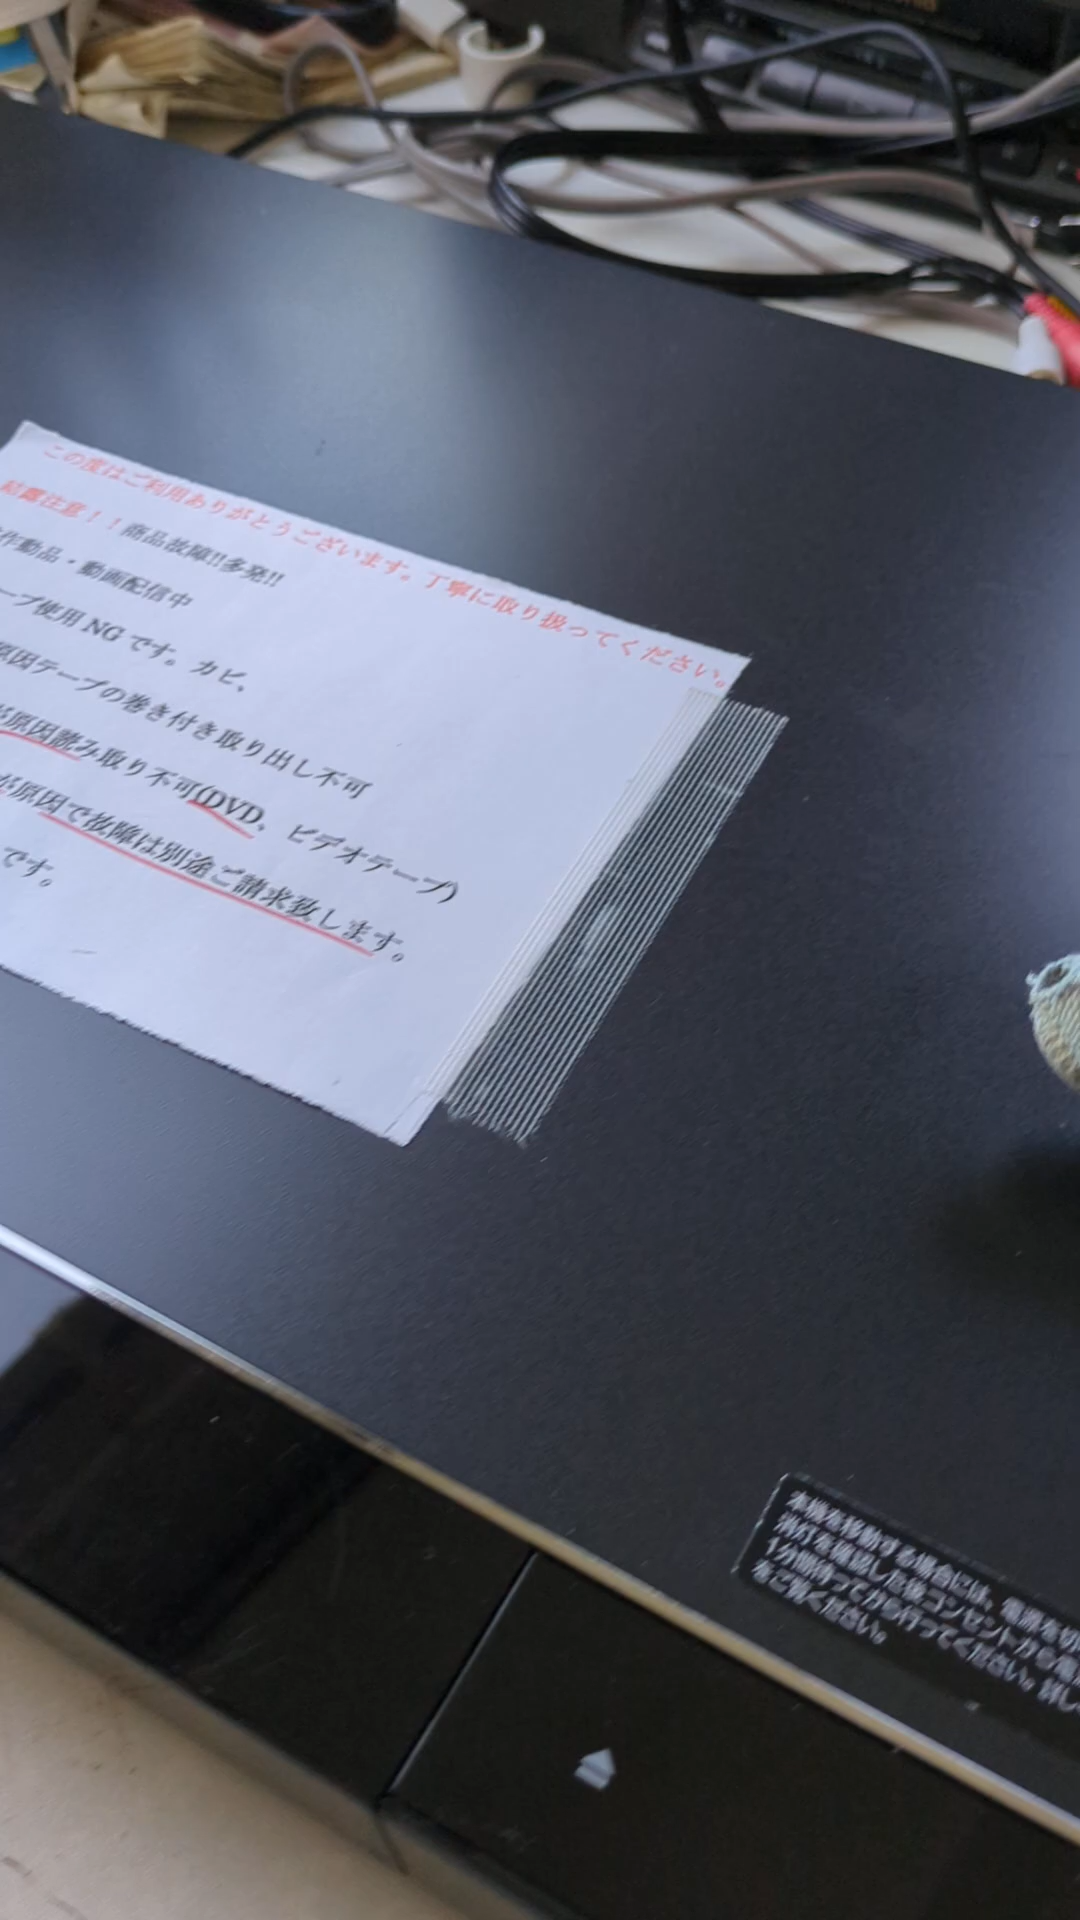 この度はご利用ありがとうございます。丁寧に取り扱ってください。
結露注意！！商品故障!!多発!!
作動品・動画配信中
ープ使用 NG です。カビ、
原因テープの巻き付き取り出し不可
が原因読み取り不可(DVD、ビデオテープ)
が原因で故障は別途ご請求致します。
です。
本機を移動する場合には、電源を切
消灯を確認した後コンセントから電源
1分間待ってから行ってください。詳し
をご覧ください。